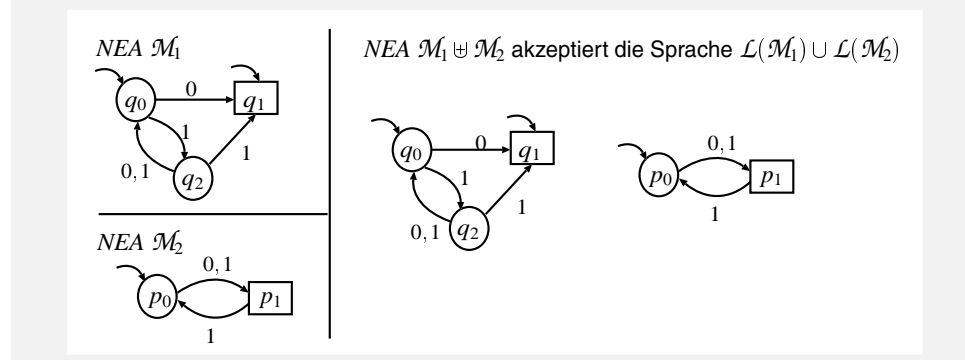 NEA ℳ₁
q₀
0
q₁
1
0,1
q₂
1
NEA ℳ₂
0,1
p₀
p₁
1
NEA ℳ₁ ⊎ ℳ₂ akzeptiert die Sprache ℒ(ℳ₁) ∪ ℒ(ℳ₂)
q₀
0
q₁
1
0,1
q₂
1
0,1
p₀
p₁
1